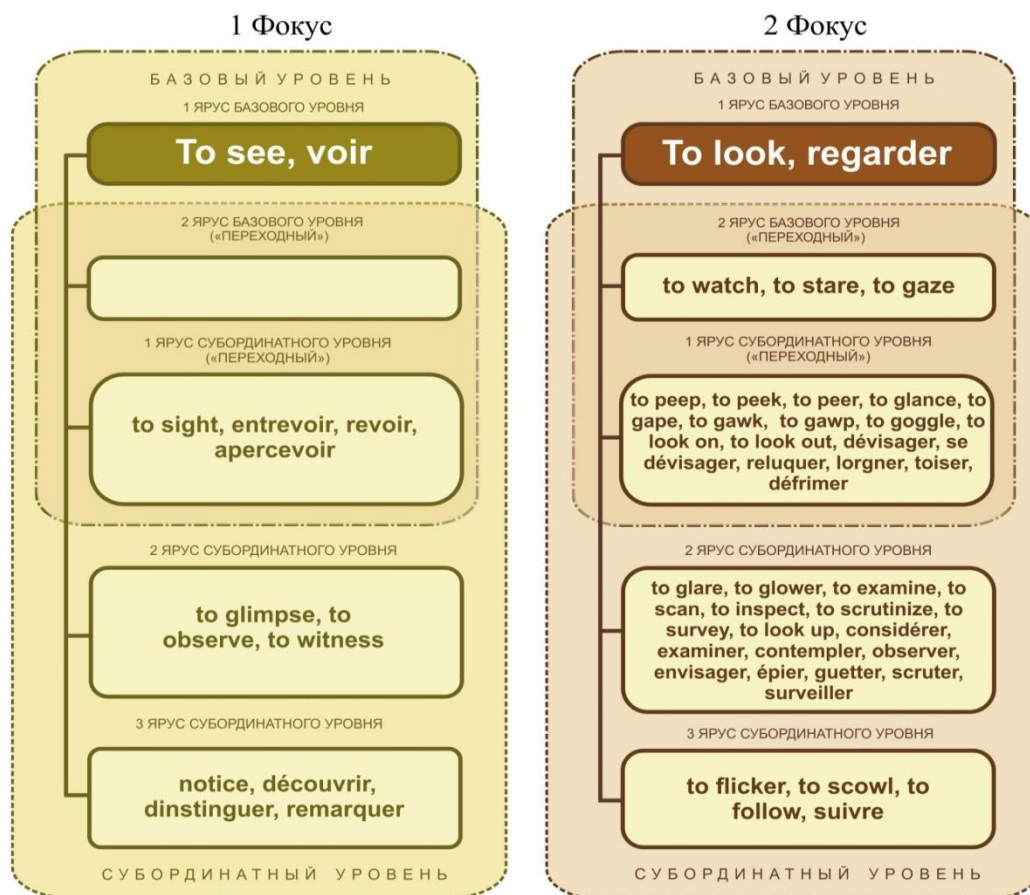 1 Фокус
БАЗОВЫЙ УРОВЕНЬ
1 ЯРУС БАЗОВОГО УРОВНЯ
To see, voir
2 ЯРУС БАЗОВОГО УРОВНЯ
(«ПЕРЕХОДНЫЙ»)
1 ЯРУС СУБОРДИНАТНОГО УРОВНЯ
(«ПЕРЕХОДНЫЙ»)
to sight, entrevoir, revoir,
apercevoir
2 ЯРУС СУБОРДИНАТНОГО УРОВНЯ
to glimpse, to
observe, to witness
3 ЯРУС СУБОРДИНАТНОГО УРОВНЯ
notice, découvrir,
dinstinguer, remarquer
СУБОРДИНАТНЫЙ УРОВЕНЬ
2 Фокус
БАЗОВЫЙ УРОВЕНЬ
1 ЯРУС БАЗОВОГО УРОВНЯ
To look, regarder
2 ЯРУС БАЗОВОГО УРОВНЯ
(«ПЕРЕХОДНЫЙ»)
to watch, to stare, to gaze
1 ЯРУС СУБОРДИНАТНОГО УРОВНЯ
(«ПЕРЕХОДНЫЙ»)
to peep, to peek, to peer, to glance, to
gape, to gawk, to gawp, to goggle, to
look on, to look out, dévisager, se
dévisager, reluquer, lorgner, toiser,
défrimer
2 ЯРУС СУБОРДИНАТНОГО УРОВНЯ
to glare, to glower, to examine, to
scan, to inspect, to scrutinize, to
survey, to look up, considérer,
examiner, contempler, observer,
envisager, épier, guetter, scruter,
surveiller
3 ЯРУС СУБОРДИНАТНОГО УРОВНЯ
to flicker, to scowl, to
follow, suivre
СУБОРДИНАТНЫЙ УРОВЕНЬ